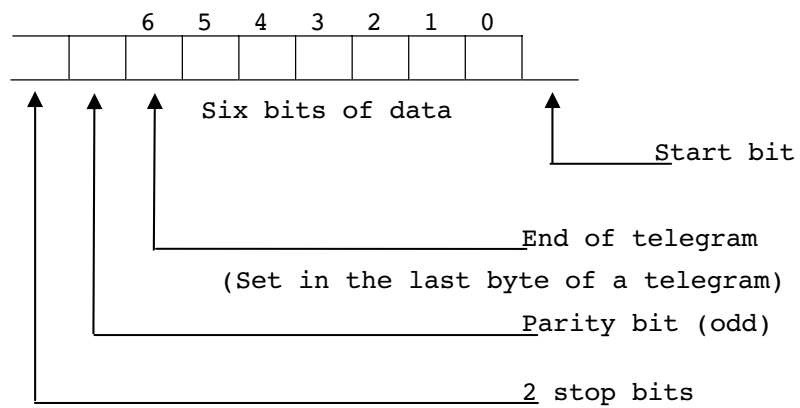 6 5 4 3 2 1 0
Six bits of data
Start bit
End of telegram
(Set in the last byte of a telegram)
Parity bit (odd)
2 stop bits